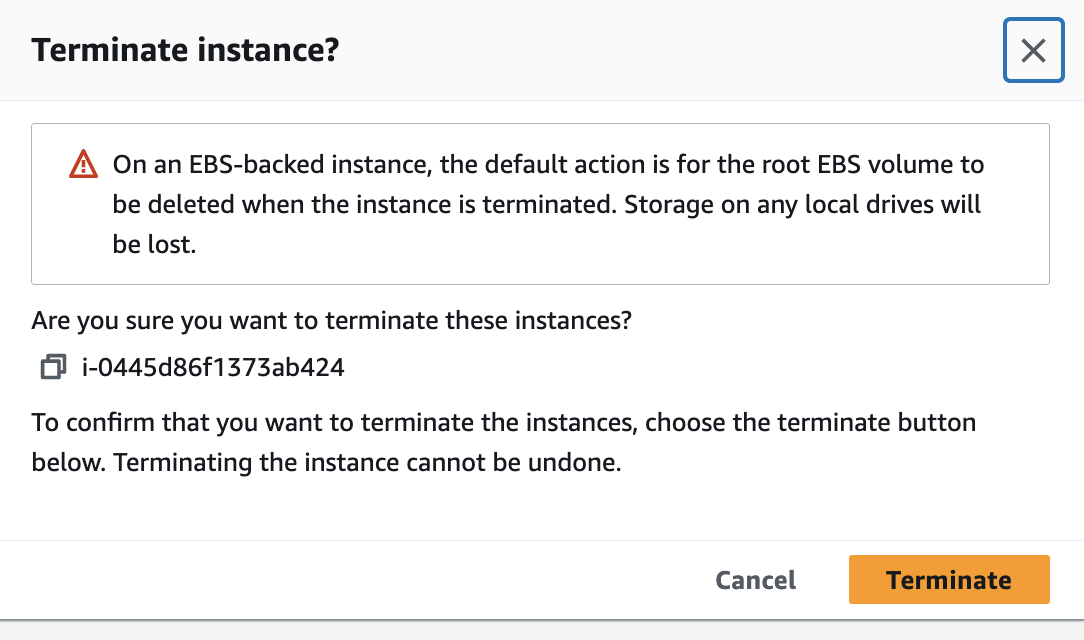 Terminate instance?
On an EBS-backed instance, the default action is for the root EBS volume to
be deleted when the instance is terminated. Storage on any local drives will
be lost.
Are you sure you want to terminate these instances?
i-0445d86f1373ab424
To confirm that you want to terminate the instances, choose the terminate button
below. Terminating the instance cannot be undone.
Cancel
Terminate